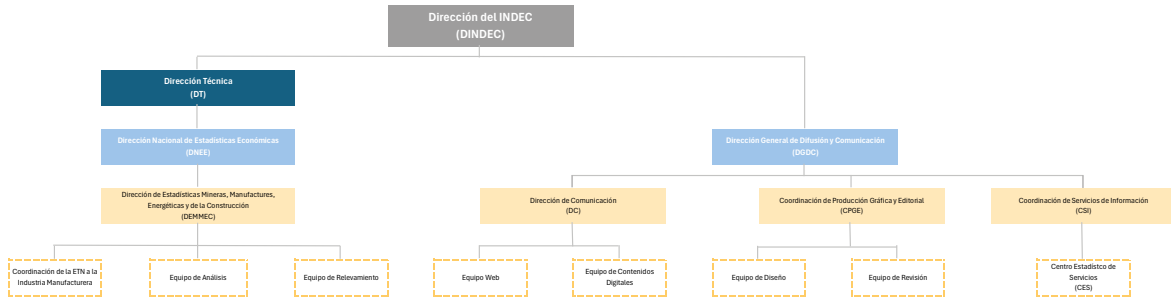 Dirección del INDEC
(DINDEC)
Dirección Técnica
(DT)
Dirección Nacional de Estadísticas Económicas
(DNEE)
Dirección General de Difusión y Comunicación
(DGDC)
Dirección de Estadísticas Mineras, Manufactures,
Energéticas y de la Construcción
(DEMMEC)
Dirección de Comunicación
(DC)
Coordinación de Producción Gráfica y Editorial
(CPGE)
Coordinación de Servicios de Información
(CSI)
Coordinación de la ETN a la
Industria Manufacturera
Equipo de Análisis
Equipo de Relevamiento
Equipo Web
Equipo de Contenidos
Digitales
Equipo de Diseño
Equipo de Revisión
Centro Estadístco de
Servicios
(CES)